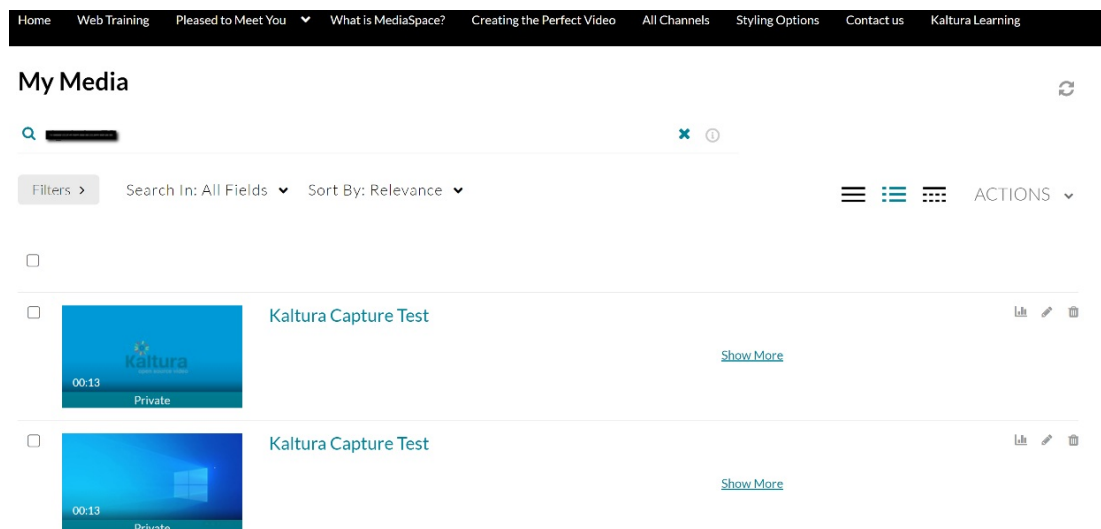 Home Web Training Pleased to Meet You What is MediaSpace? Creating the Perfect Video All Channels Styling Options Contact us Kaltura Learning
My Media
Filters > Search In: All Fields Sort By: Relevance ACTIONS
Kaltura Capture Test
Kaltura
00:13
Show More
Private
Kaltura Capture Test
00:13
Show More
Private